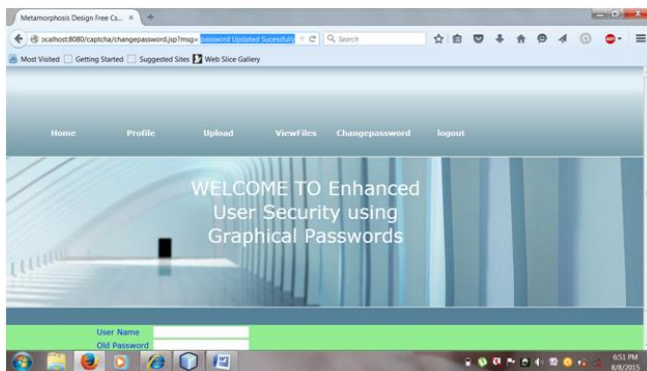 Metamorphosis Design Free Cs...
ocalhost:8080/captcha/changepassword.jsp?msg= password Updated Sucessfully
Search
Most Visited Getting Started Suggested Sites Web Slice Gallery
Home Profile Upload ViewFiles Changepassword logout
WELCOME TO Enhanced
User Security using
Graphical Passwords
User Name
Old Password
6:51 PM
8/8/2015